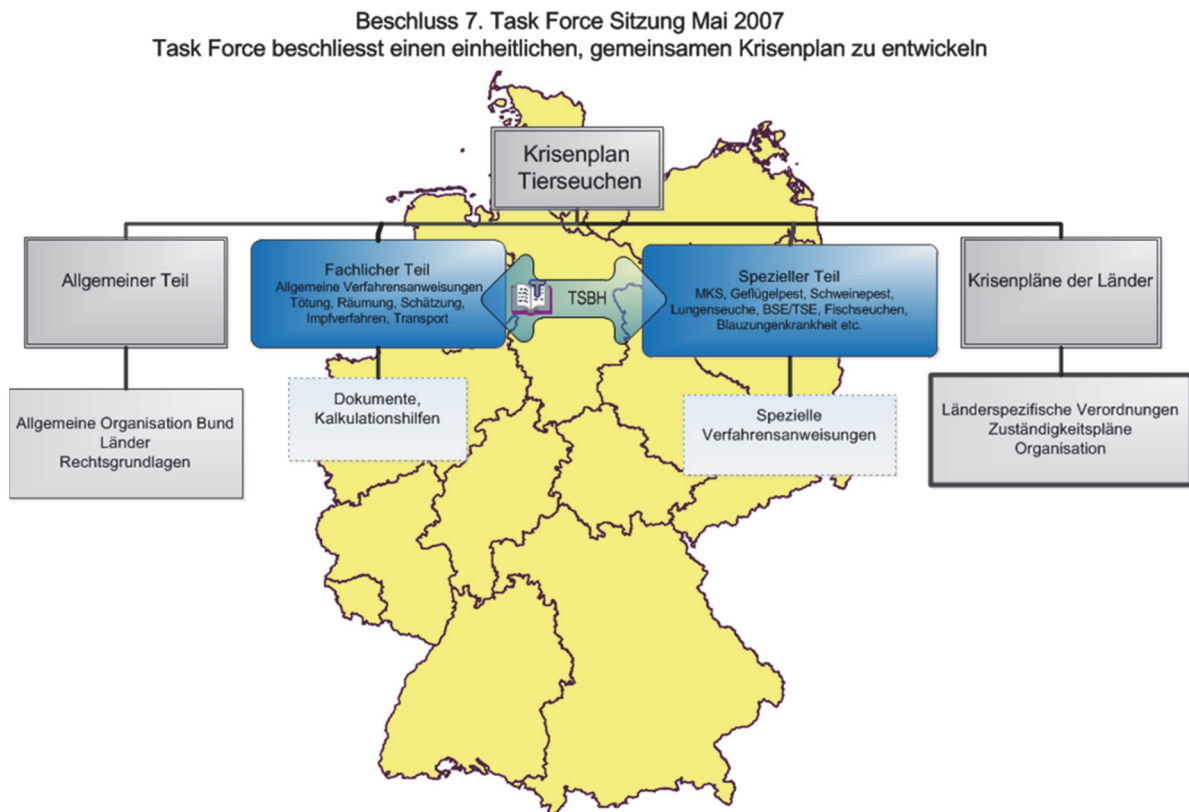 Beschluss 7. Task Force Sitzung Mai 2007
Task Force beschliesst einen einheitlichen, gemeinsamen Krisenplan zu entwickeln
Krisenplan
Tierseuchen
Allgemeiner Teil
Fachlicher Teil
Allgemeine Verfahrensanweisungen
Tötung, Räumung, Schätzung,
Impfverfahren, Transport
T
TSBH
Spezieller Teil
MKS, Geflügelpest, Schweinepest,
Lungenseuche, BSE/TSE, Fischseuchen,
Blauzungenkrankheit etc.
Krisenpläne der Länder
Allgemeine Organisation Bund
Länder
Rechtsgrundlagen
Dokumente,
Kalkulationshilfen
Spezielle
Verfahrensanweisungen
Länderspezifische Verordnungen
Zuständigkeitspläne
Organisation